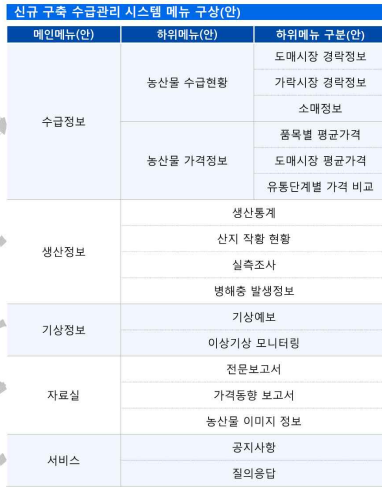 신규 구축 수급관리 시스템 메뉴 구상(안)
메인메뉴(안) 하위메뉴(안) 하위메뉴 구분(안)
수급정보
농산물 수급현황
도매시장 경락정보
가락시장 경락정보
소매정보
농산물 가격정보
품목별 평균가격
도매시장 평균가격
유통단계별 가격 비교
생산정보
생산통계
산지 작황 현황
실측조사
병해충 발생정보
기상정보
기상예보
이상기상 모니터링
자료실
전문보고서
가격동향 보고서
농산물 이미지 정보
서비스
공지사항
질의응답